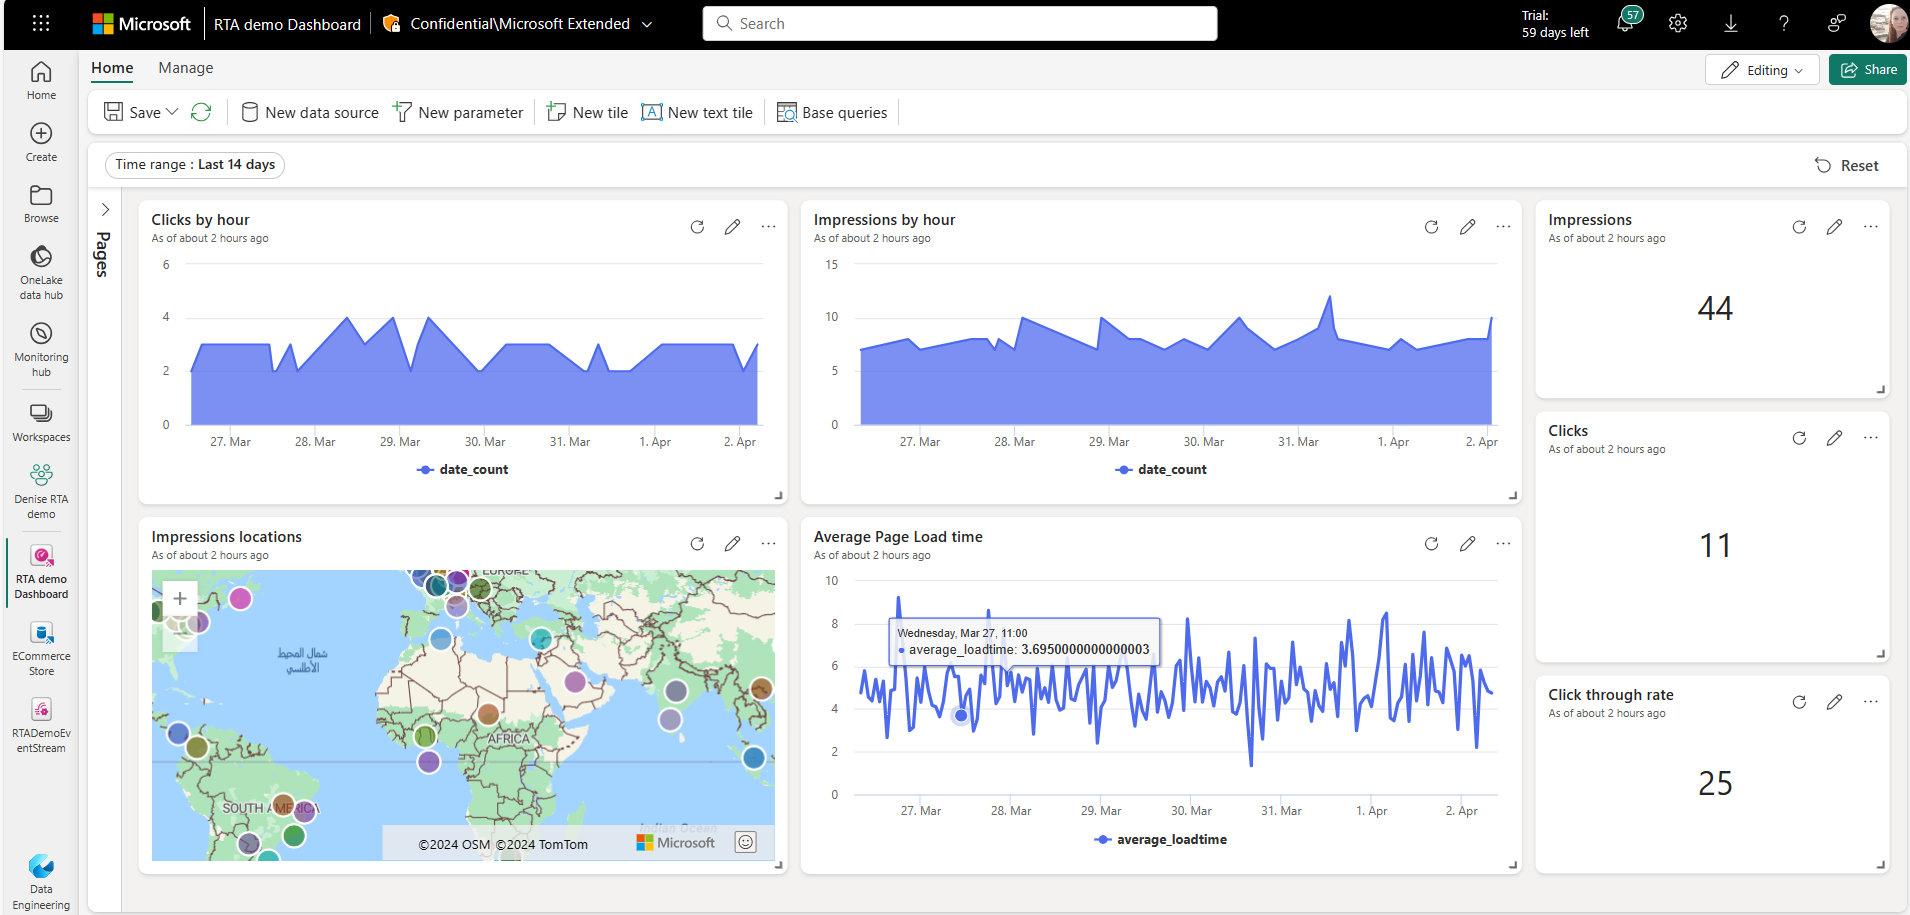 Microsoft
RTA demo Dashboard
Confidential\Microsoft Extended
Search
Trial:
59 days left
57
Home
Manage
Editing
Share
Save
New data source
New parameter
New tile
New text tile
Base queries
Time range : Last 14 days
Reset
Home
Create
Browse
OneLake
data hub
Monitoring
hub
Workspaces
Denise RTA
demo
RTA demo
Dashboard
ECommerce
Store
RTADemoEv
entStream
Data
Engineering
Pages
Clicks by hour
As of about 2 hours ago
6
4
2
0
27. Mar
28. Mar
29. Mar
30. Mar
31. Mar
1. Apr
2. Apr
date_count
Impressions by hour
As of about 2 hours ago
15
10
5
0
27. Mar
28. Mar
29. Mar
30. Mar
31. Mar
1. Apr
2. Apr
date_count
Impressions
As of about 2 hours ago
44
Clicks
As of about 2 hours ago
11
Impressions locations
As of about 2 hours ago
EUROPE
شمال المحيط
الأطلسي
AFRICA
SOUTH AMERICA
Indian Ocean
©2024 OSM ©2024 TomTom
Microsoft
Average Page Load time
As of about 2 hours ago
10
8
6
4
2
0
Wednesday, Mar 27, 11:00
average_loadtime: 3.6950000000000003
27. Mar
28. Mar
29. Mar
30. Mar
31. Mar
1. Apr
2. Apr
average_loadtime
Click through rate
As of about 2 hours ago
25